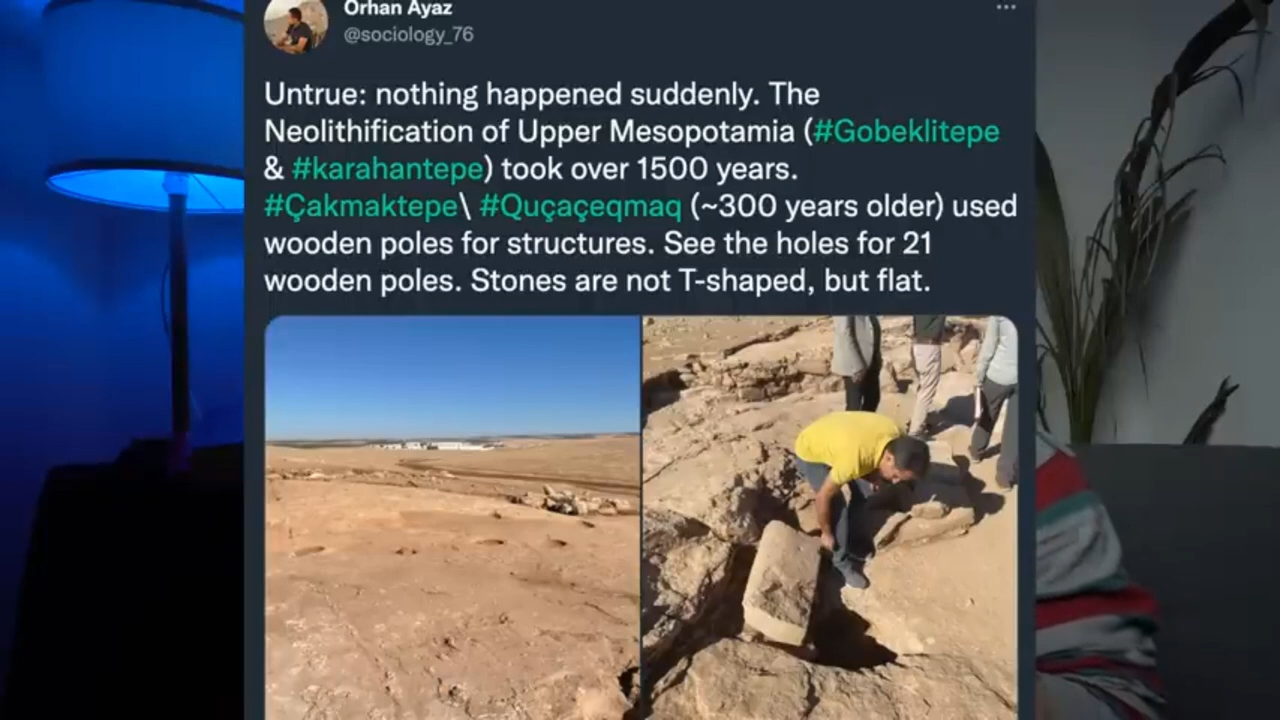 Orhan Ayaz
@sociology_76
Untrue: nothing happened suddenly. The
Neolithification of Upper Mesopotamia (#Gobeklitepe
& #karahantepe) took over 1500 years.
#Çakmaktepe\ #Quçaçeqmaq (~300 years older) used
wooden poles for structures. See the holes for 21
wooden poles. Stones are not T-shaped, but flat.